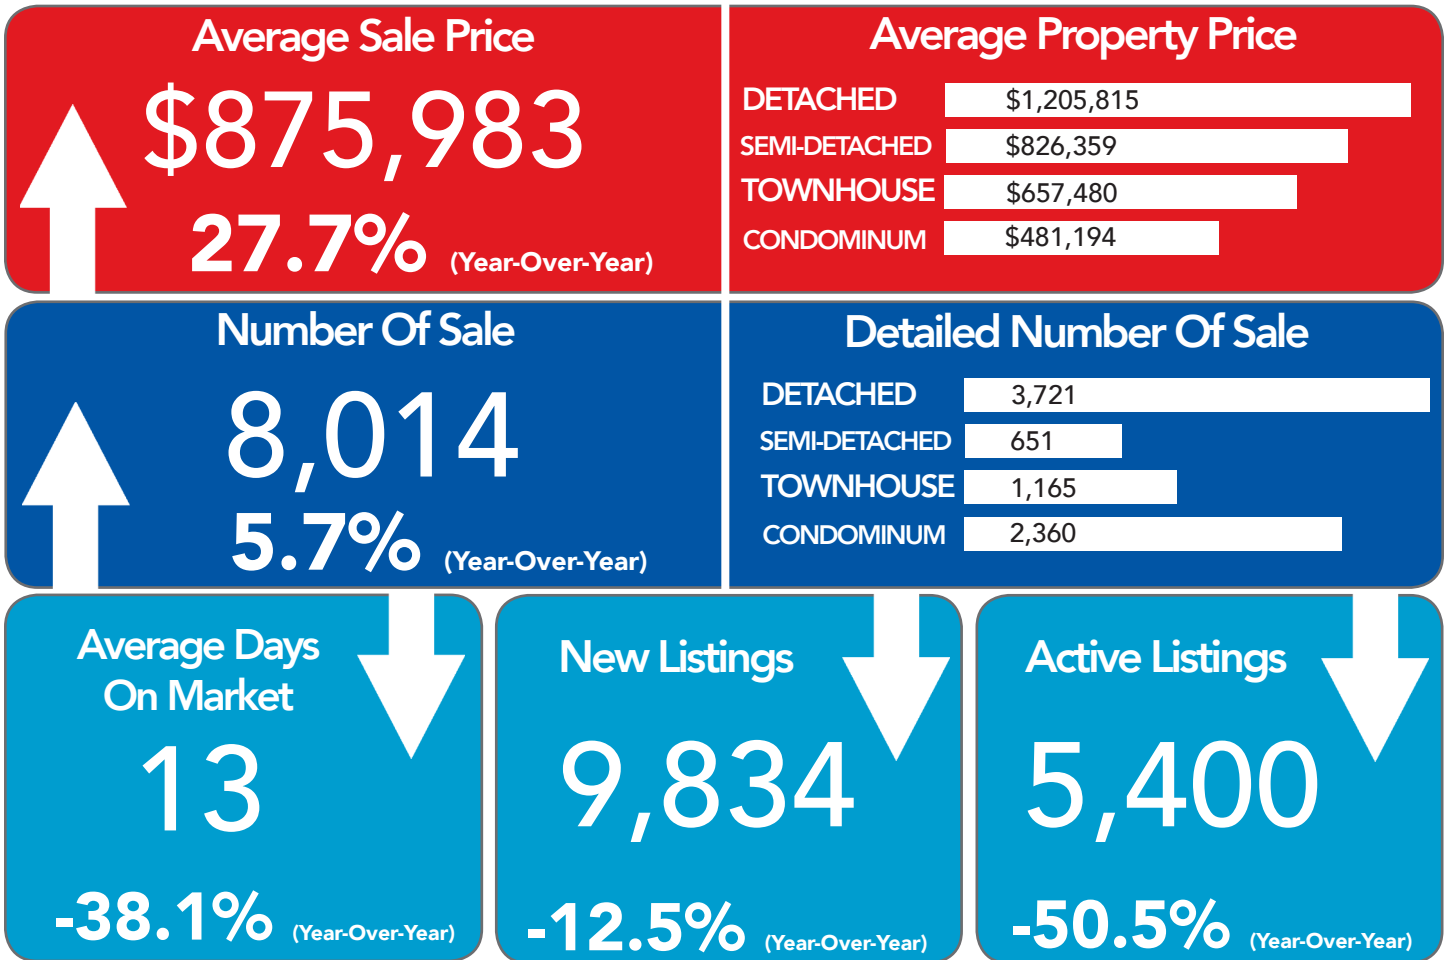 Average Sale Price
$875,983
27.7% (Year-Over-Year)
Average Property Price
DETACHED $1,205,815
SEMI-DETACHED $826,359
TOWNHOUSE $657,480
CONDOMINUM $481,194
Number Of Sale
8,014
5.7% (Year-Over-Year)
Detailed Number Of Sale
DETACHED 3,721
SEMI-DETACHED 651
TOWNHOUSE 1,165
CONDOMINUM 2,360
Average Days
On Market
13
-38.1% (Year-Over-Year)
New Listings
9,834
-12.5% (Year-Over-Year)
Active Listings
5,400
-50.5% (Year-Over-Year)